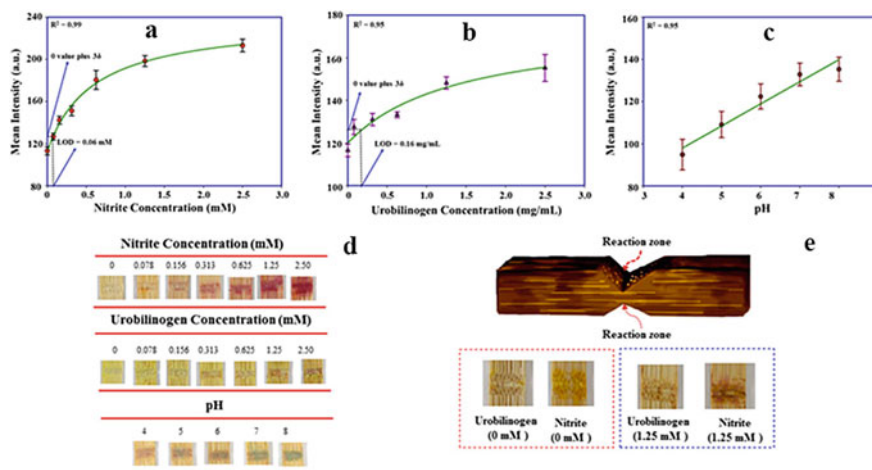 a
R² = 0.99
0 value plus 3δ
LOD = 0.06 mM
Mean Intensity (a.u.)
240
200
160
120
80
0.0
0.5
1.0
1.5
2.0
2.5
3.0
Nitrite Concentration (mM)
b
R² = 0.95
0 value plus 3δ
LOD = 0.16 mg/mL
Mean Intensity (a.u.)
180
160
140
120
100
0.0
0.5
1.0
1.5
2.0
2.5
3.0
Urobilinogen Concentration (mg/mL)
c
R² = 0.95
Mean Intensity (a.u.)
160
140
120
100
80
3
4
5
6
7
8
9
pH
d
Nitrite Concentration (mM)
0 0.078 0.156 0.313 0.625 1.25 2.50
Urobilinogen Concentration (mM)
0 0.078 0.156 0.313 0.625 1.25 2.50
pH
4 5 6 7 8
e
Reaction zone
Reaction zone
Urobilinogen
(0 mM )
Nitrite
(0 mM )
Urobilinogen
(1.25 mM )
Nitrite
(1.25 mM )